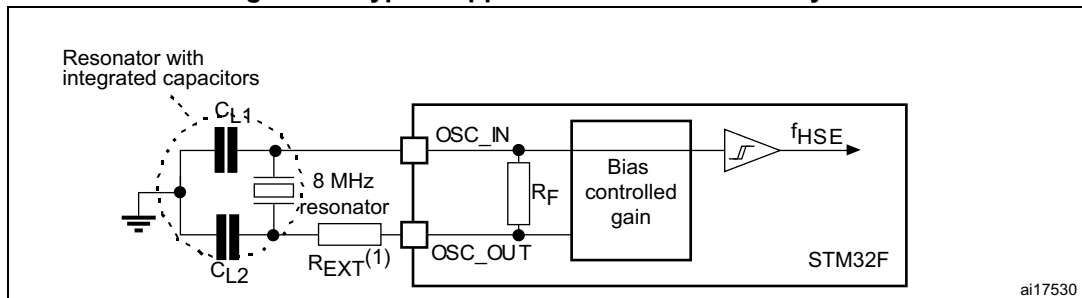 Resonator with
integrated capacitors
CL1
OSC_IN
fHSE
8 MHz
resonator
RF
Bias
controlled
gain
REXT(1)
OSC_OUT
CL2
STM32F
ai17530